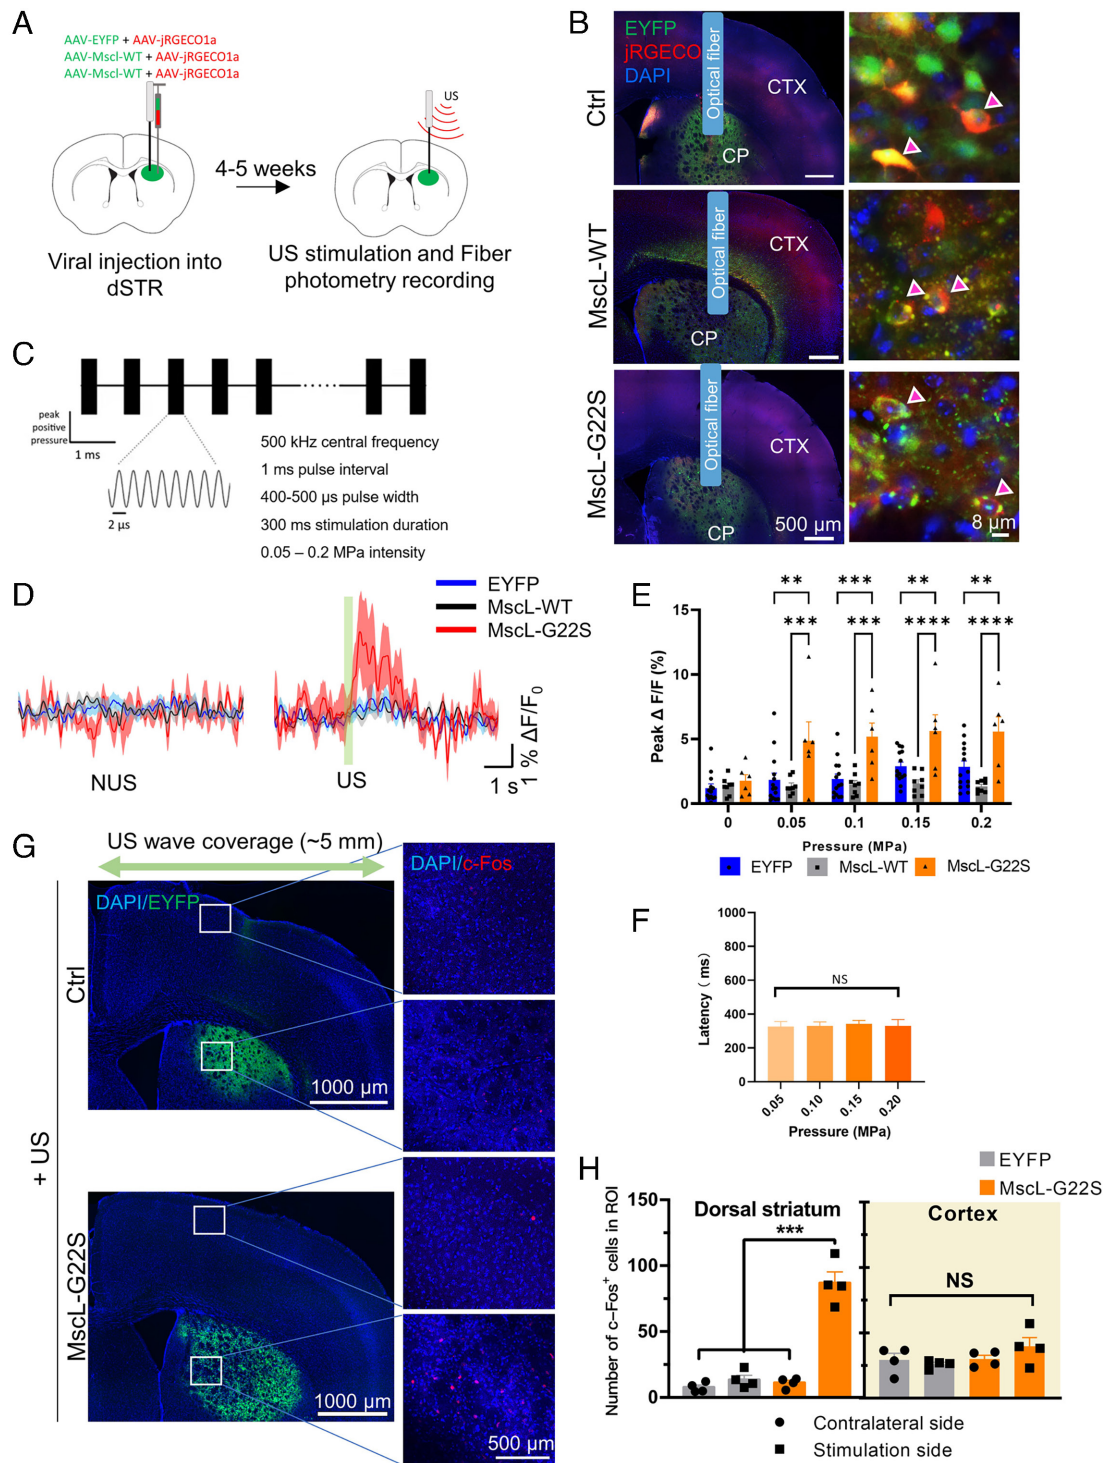 A
AAV-EYFP + AAV-jRGECO1a
AAV-Mscl-WT + AAV-jRGECO1a
AAV-Mscl-WT + AAV-jRGECO1a
US
4-5 weeks
Viral injection into
dSTR
US stimulation and Fiber
photometry recording
B
EYFP
jRGECO
DAPI
Optical fiber
CTX
CP
Ctrl
Optical fiber
CTX
CP
MscL-WT
Optical fiber
CTX
CP
MscL-G22S
500 µm
8 µm
C
peak
positive
pressure
1 ms
2 µs
500 kHz central frequency
1 ms pulse interval
400-500 µs pulse width
300 ms stimulation duration
0.05 – 0.2 MPa intensity
D
EYFP
MscL-WT
MscL-G22S
NUS
US
1 s
1 % ΔF/F0
E
** *** ** **
*** *** **** ****
Peak Δ F/F (%)
15
10
5
0
0 0.05 0.1 0.15 0.2
Pressure (MPa)
EYFP MscL-WT MscL-G22S
F
Latency (ms)
1000
800
600
400
200
0
NS
0.05 0.10 0.15 0.20
Pressure (MPa)
G
US wave coverage (~5 mm)
DAPI/EYFP
DAPI/c-Fos
Ctrl
1000 µm
+ US
MscL-G22S
1000 µm
500 µm
H
EYFP
MscL-G22S
Number of c-Fos+ cells in ROI
150
100
50
0
Dorsal striatum
***
Cortex
NS
Contralateral side
Stimulation side